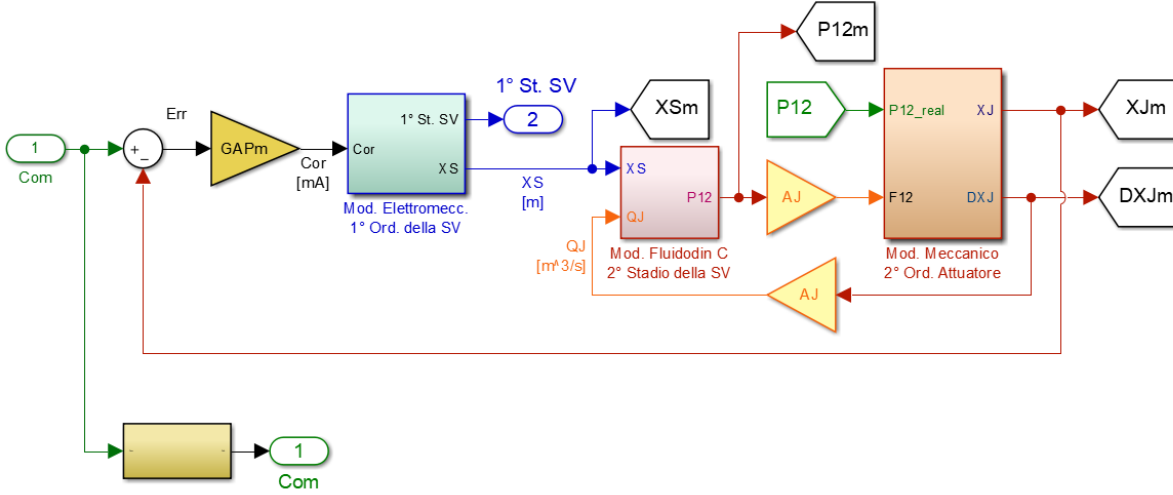 P12m
1° St. SV
2
XSm
P12
P12_real
XJ
XJm
Err
1
Com
+
-
GAPm
Cor
[mA]
Cor
1° St. SV
XS
XS
[m]
XS
P12
QJ
AJ
F12
DXJ
DXJm
Mod. Elettromecc.
1° Ord. della SV
QJ
[m^3/s]
Mod. Fluidodin C
2° Stadio della SV
Mod. Meccanico
2° Ord. Attuatore
AJ
1
Com